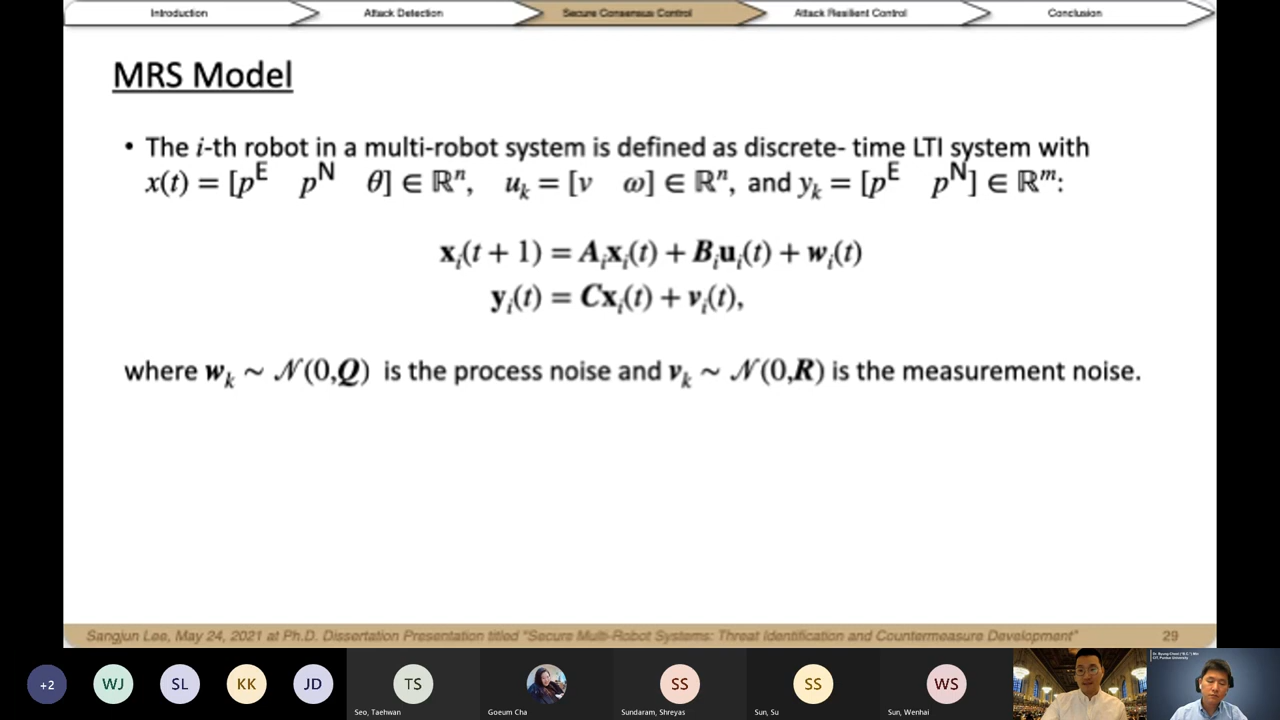 Introduction
Attack Detection
Secure Consensus Control
Attack Resilient Control
Conclusion
MRS Model
• The i-th robot in a multi-robot system is defined as discrete- time LTI system with
x(t) = [p^E p^N θ] ∈ ℝⁿ, u_k = [v ω] ∈ ℝⁿ, and y_k = [p^E p^N] ∈ ℝᵐ:
x_i(t + 1) = A_i x_i(t) + B_i u_i(t) + w_i(t)
y_i(t) = Cx_i(t) + v_i(t),
where w_k ~ 𝒩(0,Q) is the process noise and v_k ~ 𝒩(0,R) is the measurement noise.
Sangjun Lee, May 24, 2021 at Ph.D. Dissertation Presentation titled "Secure Multi-Robot Systems: Threat Identification and Countermeasure Development"
29
+2
WJ
SL
KK
JD
TS
Seo, Taehwan
Goeum Cha
SS
Sundaram, Shreyas
SS
Sun, Su
WS
Sun, Wenhai